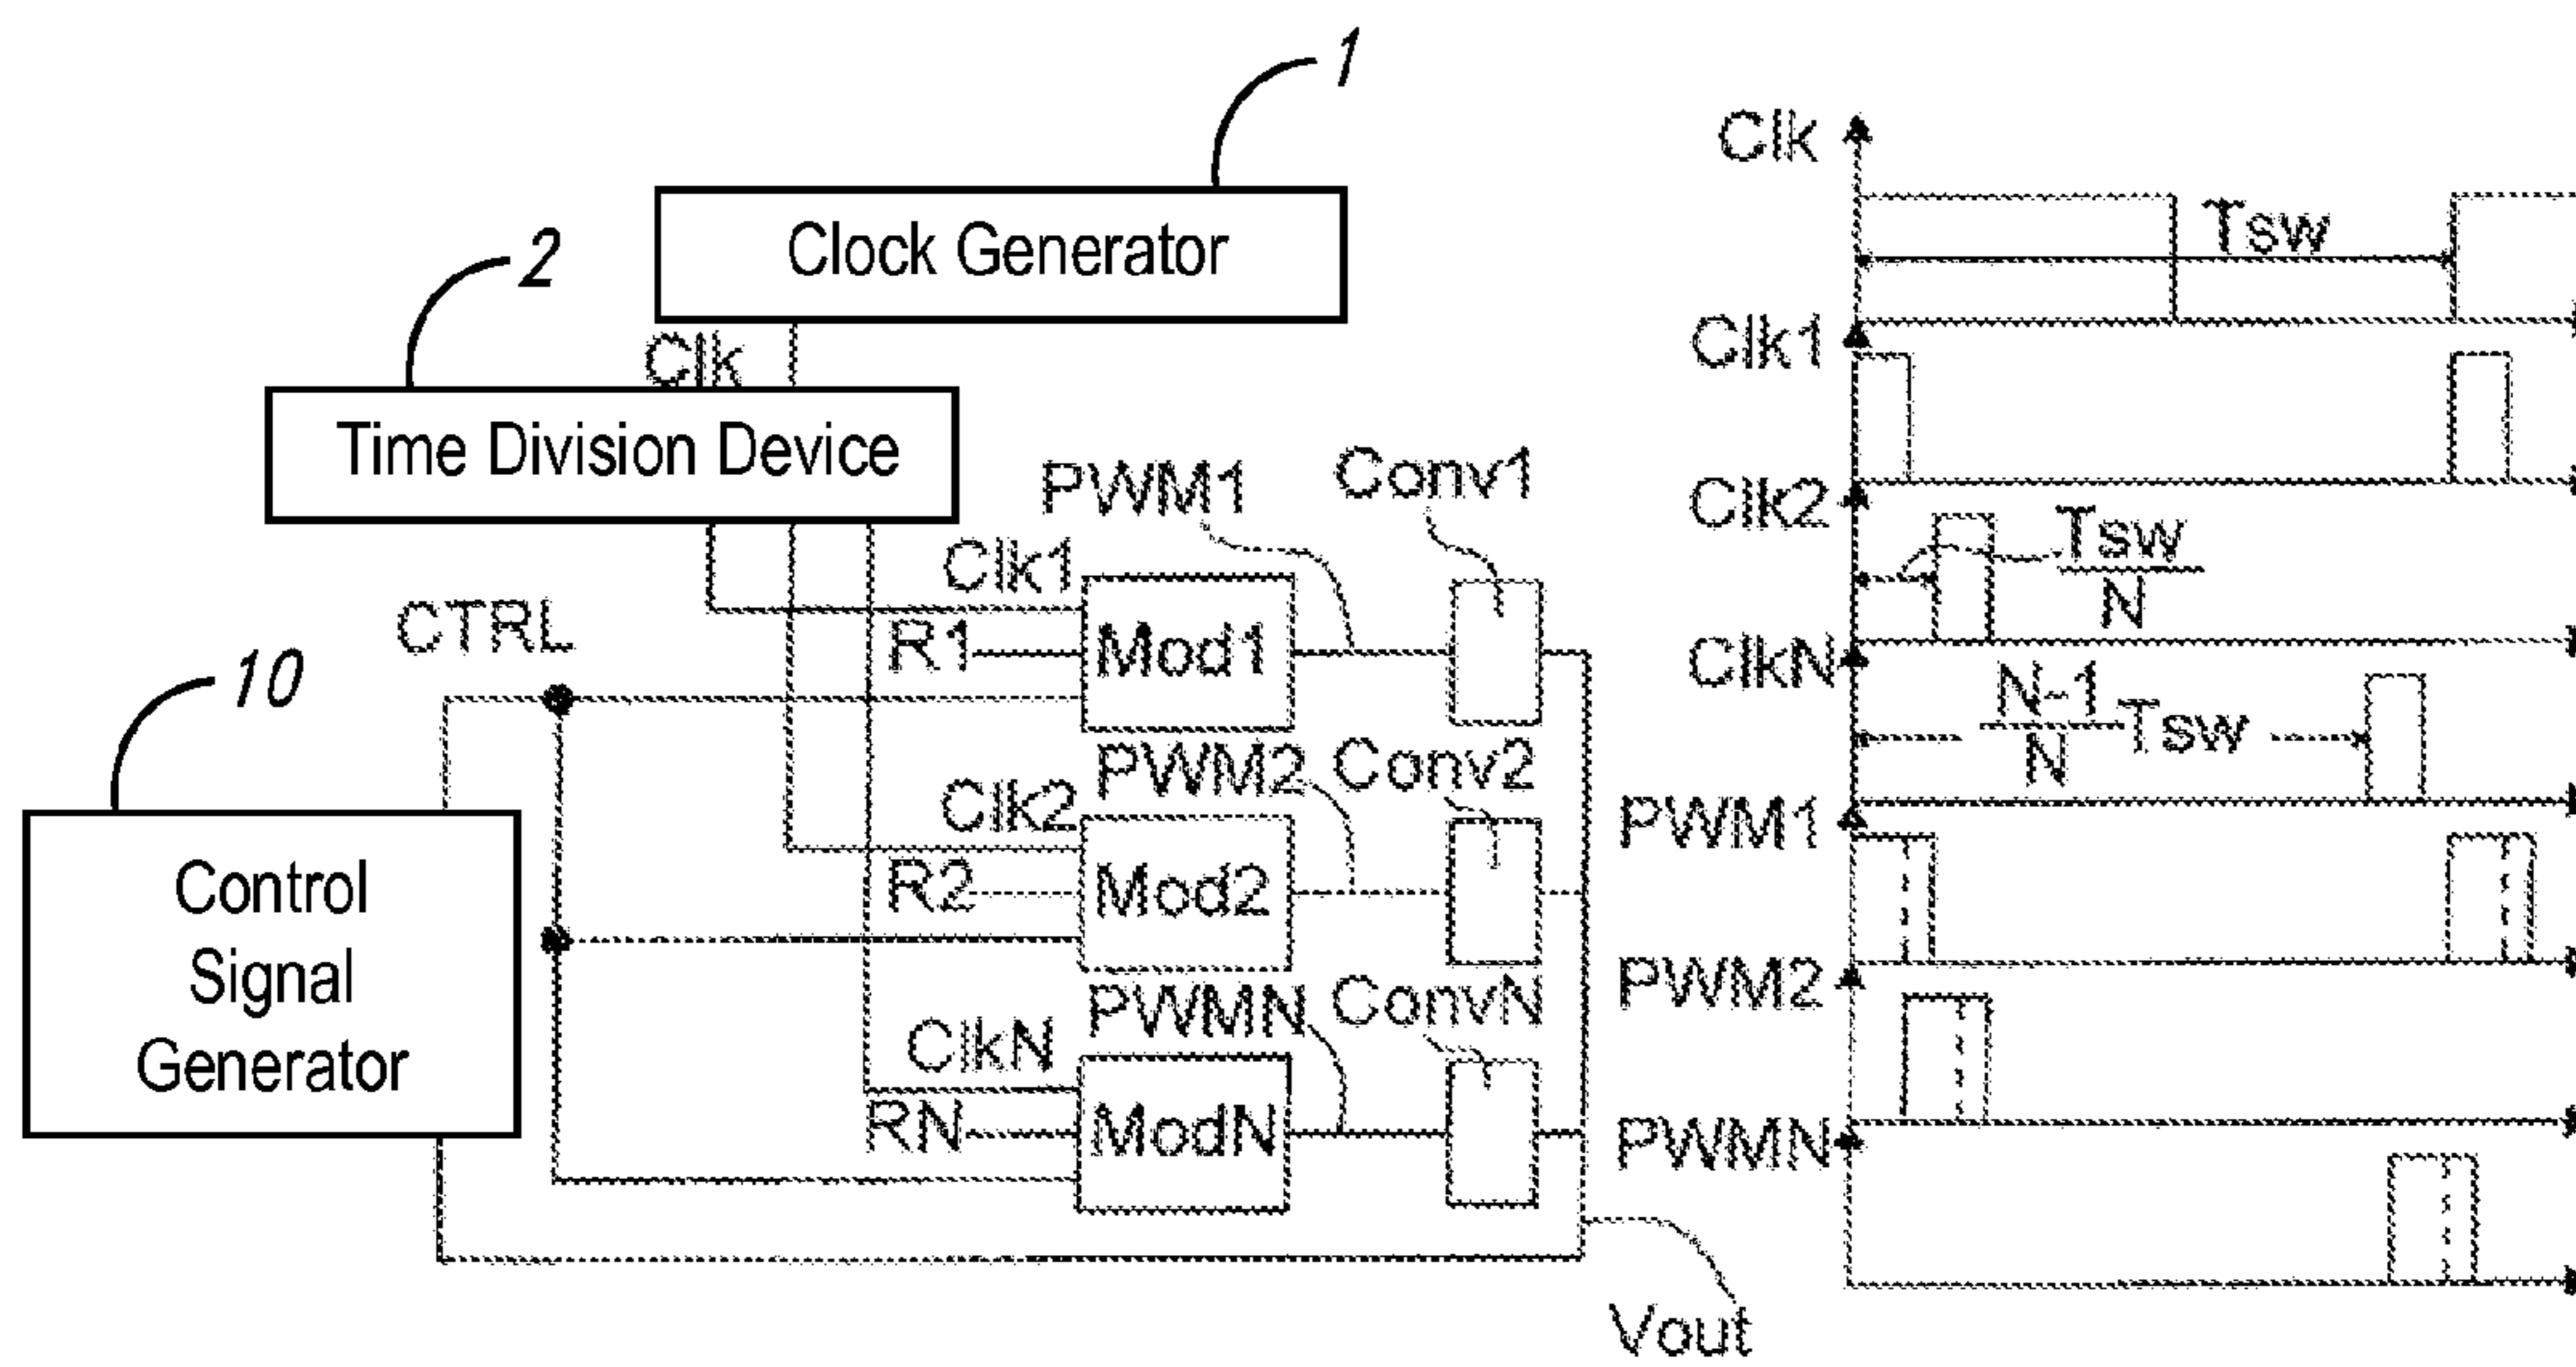 1
Clock Generator
2
Clk
Time Division Device
PWM1
Conv1
Clk1
CTRL
R1
Mod1
10
PWM2
Conv2
Clk2
R2
Mod2
Control
Signal
Generator
PWMN
ConvN
ClkN
RN
ModN
Vout
Clk
Tsw
Clk1
Clk2
Tsw
N
ClkN
N-1
N
Tsw
PWM1
PWM2
PWMN